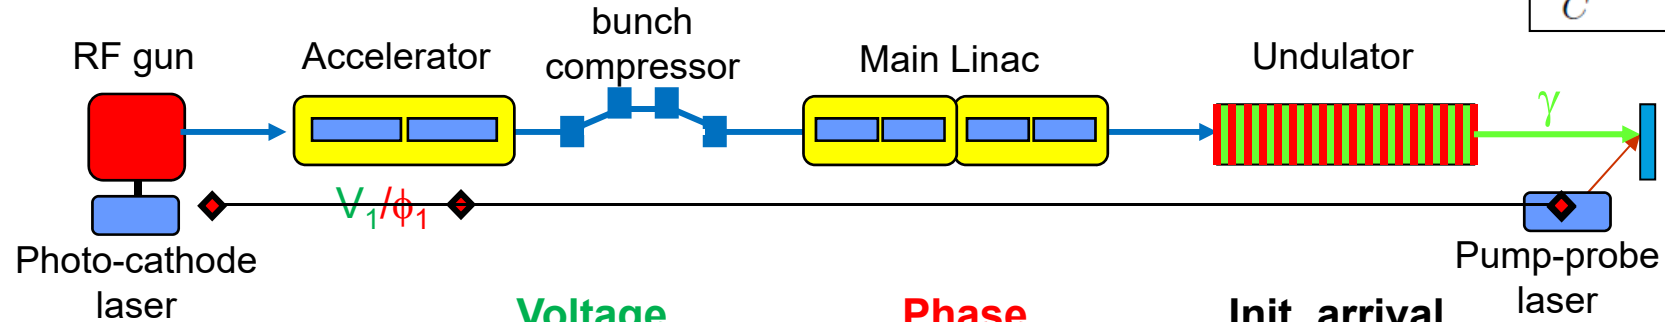 C
bunch
compressor
RF gun
Accelerator
Main Linac
Undulator
γ
V1/ϕ1
Photo-cathode
laser
Pump-probe
laser
Voltage
Phase
Init. arrival